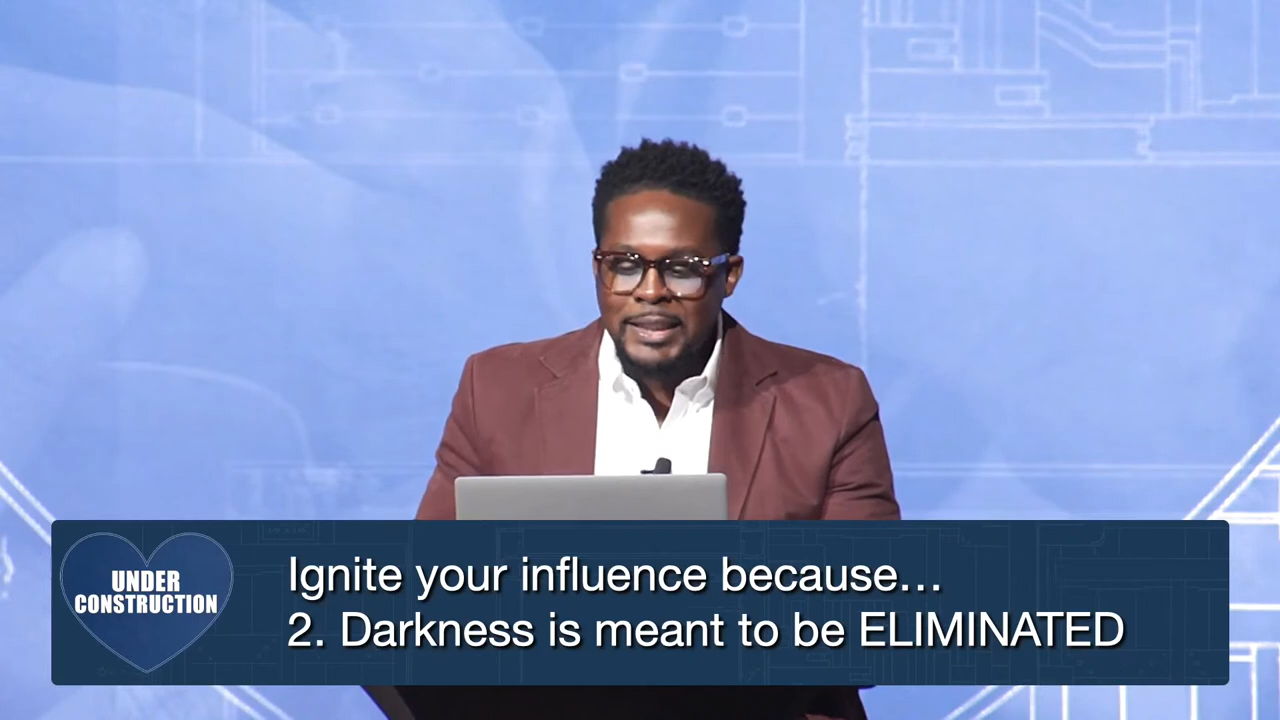 UNDER
CONSTRUCTION
Ignite your influence because…
2. Darkness is meant to be ELIMINATED